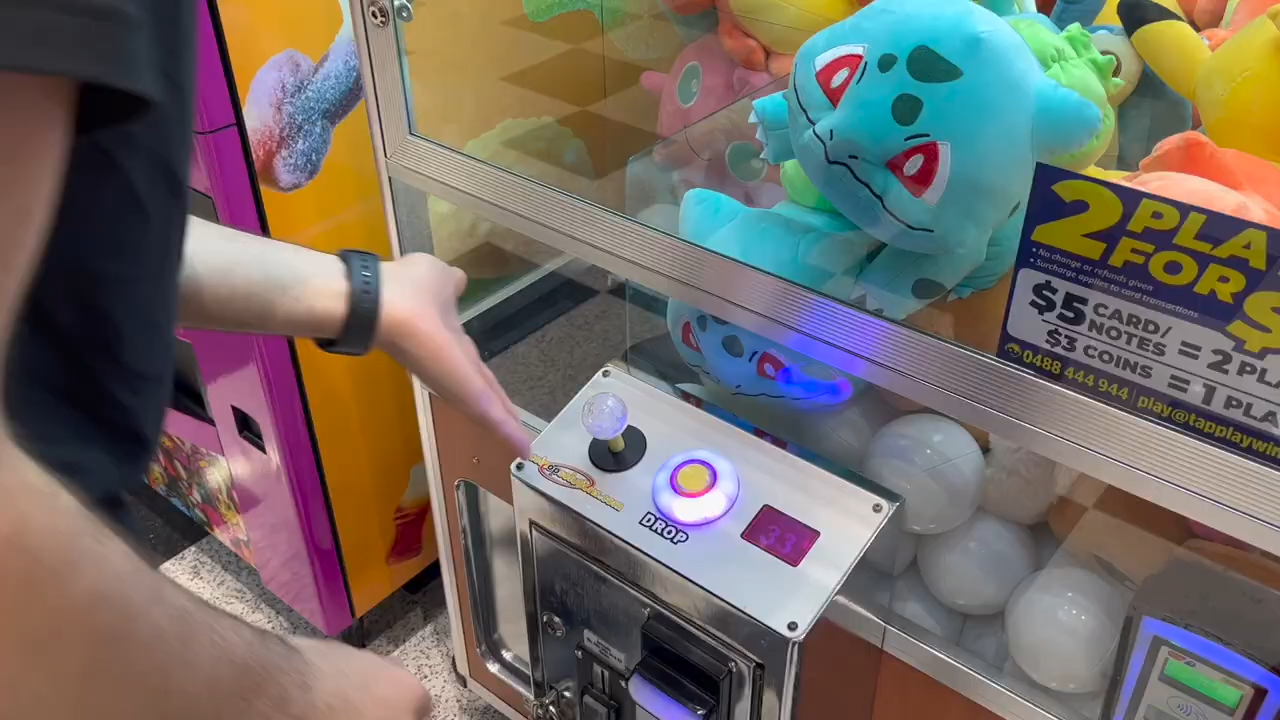 2 PLA
FOR $
• No change or refunds given
• Surcharge applies to card transactions
$5 CARD/
NOTES = 2 PLA
$3 COINS = 1 PLA
0488 444 944 | play@tapplaywin
DROP
33